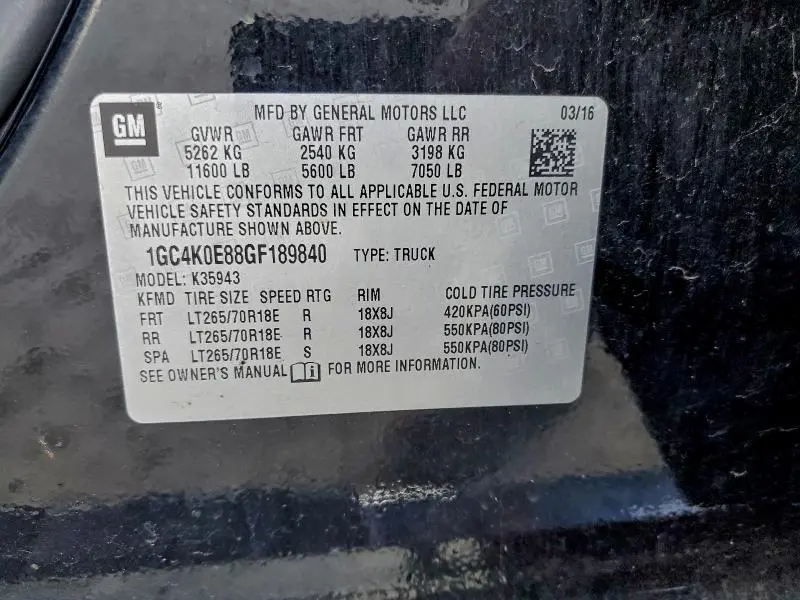 GM
MFD BY GENERAL MOTORS LLC 03/16
GVWR GAWR FRT GAWR RR
5262 KG 2540 KG 3198 KG
11600 LB 5600 LB 7050 LB
THIS VEHICLE CONFORMS TO ALL APPLICABLE U.S. FEDERAL MOTOR
VEHICLE SAFETY STANDARDS IN EFFECT ON THE DATE OF
MANUFACTURE SHOWN ABOVE.
1GC4K0E88GF189840 TYPE: TRUCK
MODEL: K35943
KFMD TIRE SIZE SPEED RTG RIM COLD TIRE PRESSURE
FRT LT265/70R18E R 18X8J 420KPA(60PSI)
RR LT265/70R18E R 18X8J 550KPA(80PSI)
SPA LT265/70R18E S 18X8J 550KPA(80PSI)
SEE OWNER'S MANUAL i FOR MORE INFORMATION.